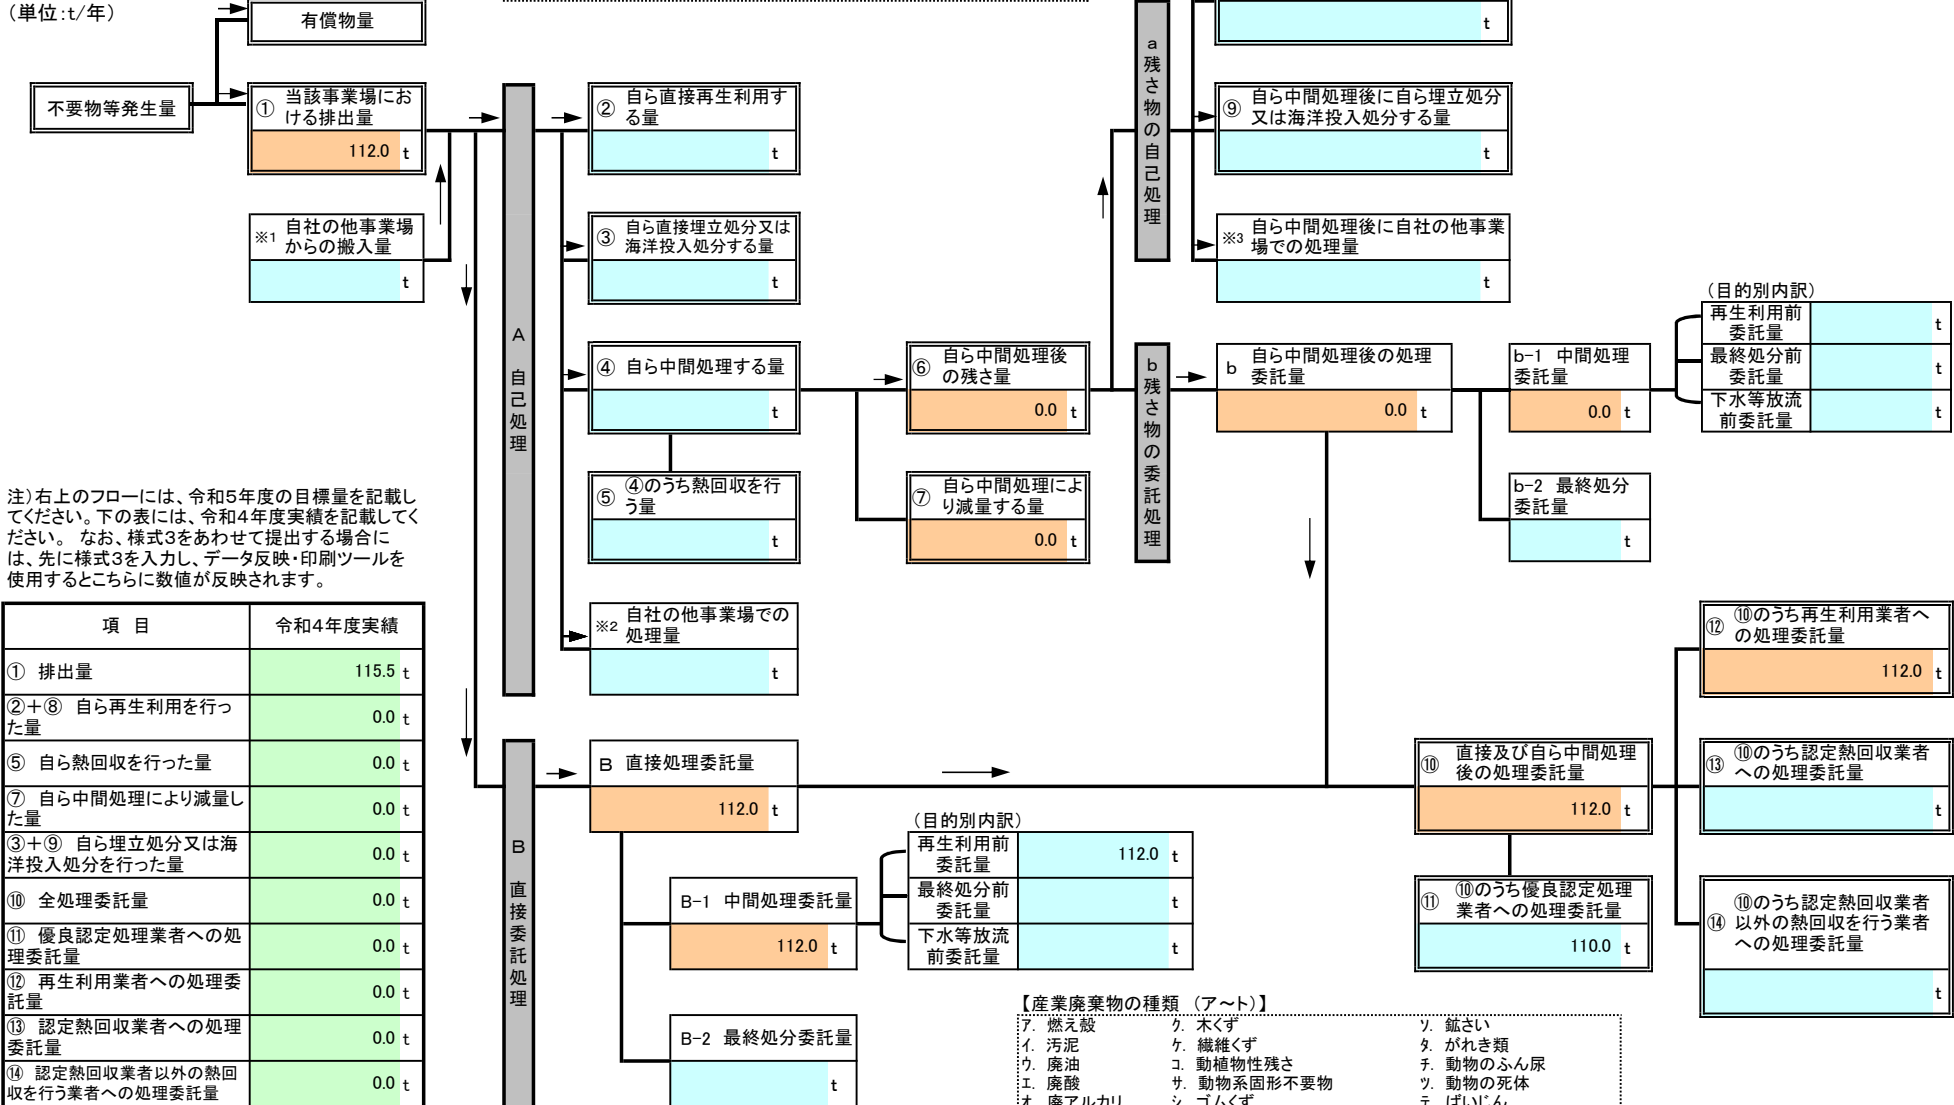 (単位:t/年)
有償物量
t
不要物等発生量
① 当該事業場にお
ける排出量
112.0 t
※1 自社の他事業場
からの搬入量
t
A 自己処理
② 自ら直接再生利用す
る量
t
③ 自ら直接埋立処分又は
海洋投入処分する量
t
④ 自ら中間処理する量
t
⑤ ④のうち熱回収を行
う量
t
※2 自社の他事業場での
処理量
t
⑥ 自ら中間処理後
の残さ量
0.0 t
⑦ 自ら中間処理によ
り減量する量
0.0 t
a 残さ物の自己処理
⑨ 自ら中間処理後に自ら埋立処分
又は海洋投入処分する量
t
※3 自ら中間処理後に自社の他事業
場での処理量
t
b 残さ物の委託処理
b 自ら中間処理後の処理
委託量
0.0 t
b-1 中間処理
委託量
0.0 t
b-2 最終処分
委託量
t
(目的別内訳)
再生利用前
委託量
t
最終処分前
委託量
t
下水等放流
前委託量
t
注)右上のフローには、令和5年度の目標量を記載し
てください。下の表には、令和4年度実績を記載してく
ださい。 なお、様式3をあわせて提出する場合に
は、先に様式3を入力し、データ反映・印刷ツールを
使用するとこちらに数値が反映されます。
項 目 令和4年度実績
① 排出量 115.5 t
②+⑧ 自ら再生利用を行っ
た量 0.0 t
⑤ 自ら熱回収を行った量 0.0 t
⑦ 自ら中間処理により減量し
た量 0.0 t
③+⑨ 自ら埋立処分又は海
洋投入処分を行った量 0.0 t
⑩ 全処理委託量 0.0 t
⑪ 優良認定処理業者への処
理委託量 0.0 t
⑫ 再生利用業者への処理委
託量 0.0 t
⑬ 認定熱回収業者への処理
委託量 0.0 t
⑭ 認定熱回収業者以外の熱回
収を行う業者への処理委託量 0.0 t
B 直接委託処理
B 直接処理委託量
112.0 t
B-1 中間処理委託量
112.0 t
B-2 最終処分委託量
t
(目的別内訳)
再生利用前
委託量
112.0 t
最終処分前
委託量
t
下水等放流
前委託量
t
⑩ 直接及び自ら中間処理
後の処理委託量
112.0 t
⑪ ⑩のうち優良認定処理
業者への処理委託量
110.0 t
⑫ ⑩のうち再生利用業者へ
の処理委託量
112.0 t
⑬ ⑩のうち認定熱回収業者
への処理委託量
t
⑭ ⑩のうち認定熱回収業者
以外の熱回収を行う業者
への処理委託量
t
【産業廃棄物の種類 (ア~ト)】
ア. 燃え殻 ク. 木くず ソ. 鉱さい
イ. 汚泥 ケ. 繊維くず タ. がれき類
ウ. 廃油 コ. 動植物性残さ チ. 動物のふん尿
エ. 廃酸 サ. 動物系固形不要物 ツ. 動物の死体
オ. 廃アルカリ シ. ゴムくず テ. ばいじん